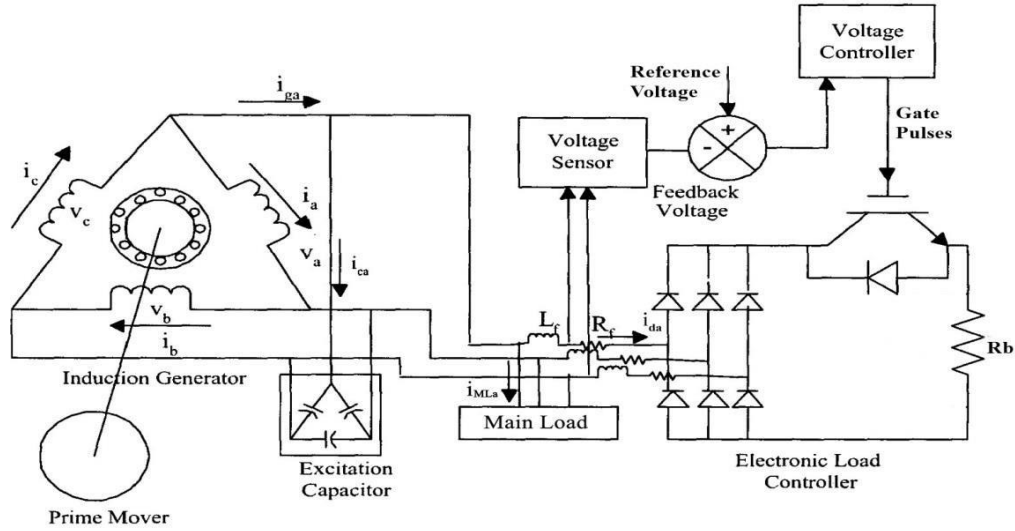 Voltage
Controller
i_ga
Reference
Voltage
Gate
Pulses
Voltage
Sensor
+
-
Feedback
Voltage
i_c
i_a
v_c
v_a
i_ca
v_b
i_b
L_f
R_f
i_da
Rb
Induction Generator
i_MLa
Main Load
Excitation
Capacitor
Electronic Load
Controller
Prime Mover